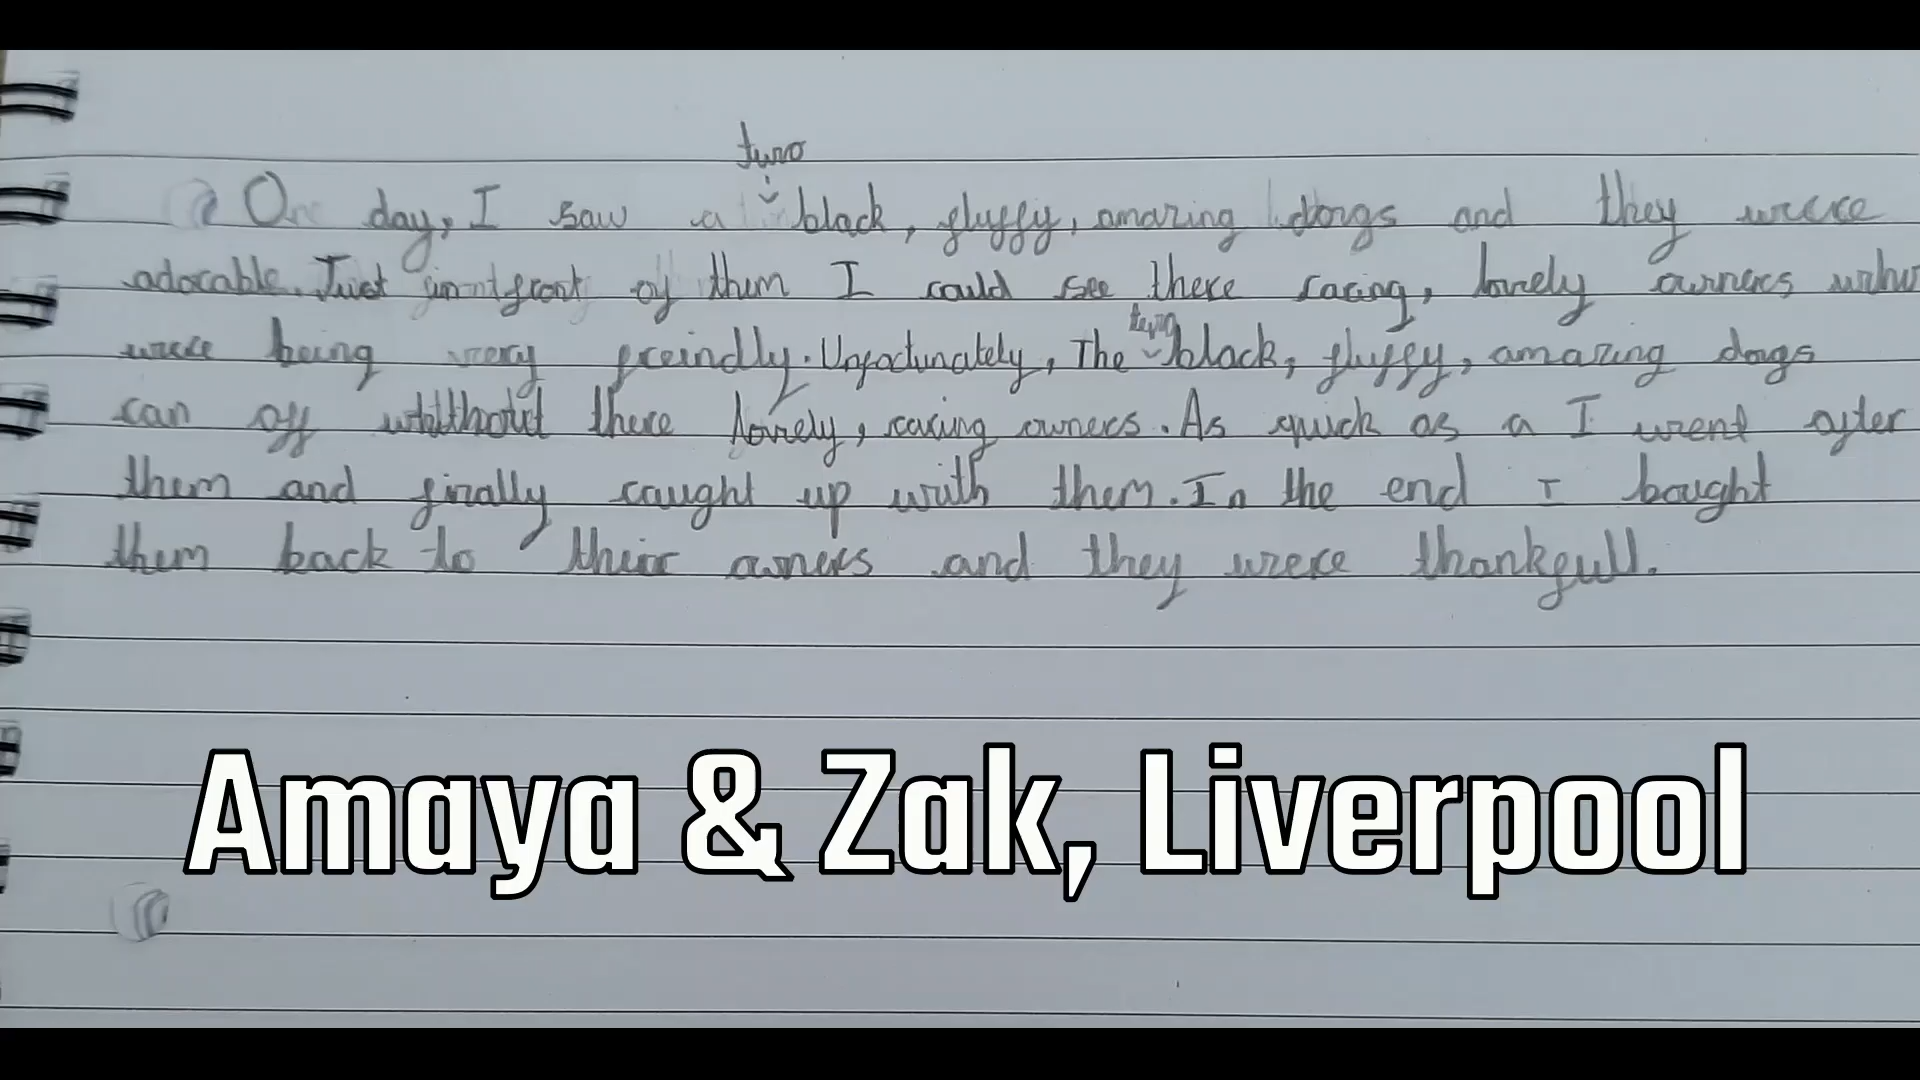 two
One day, I saw a black, fluffy, amazing dogs and they were
adorable. Just in front of them I could see there caring, lovely owners who
two
were being very freindly. Unfortunately, The black, fluffy, amazing dogs
ran off without there lovely, caring owners. As quick as a I went after
them and finally caught up with them. In the end I bought
them back to their owners and they were thankfull.
Amaya & Zak, Liverpool